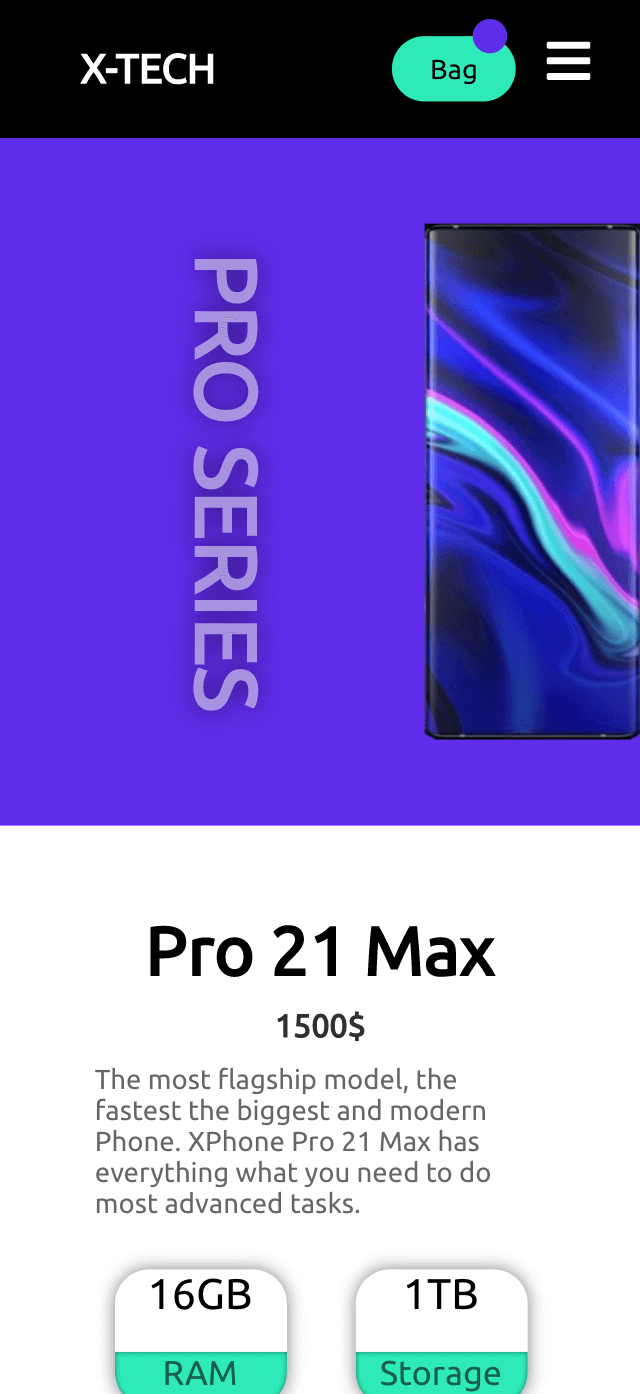 X-TECH
Bag
PRO SERIES
Pro 21 Max
1500$
The most flagship model, the
fastest the biggest and modern
Phone. XPhone Pro 21 Max has
everything what you need to do
most advanced tasks.
16GB
RAM
1TB
Storage